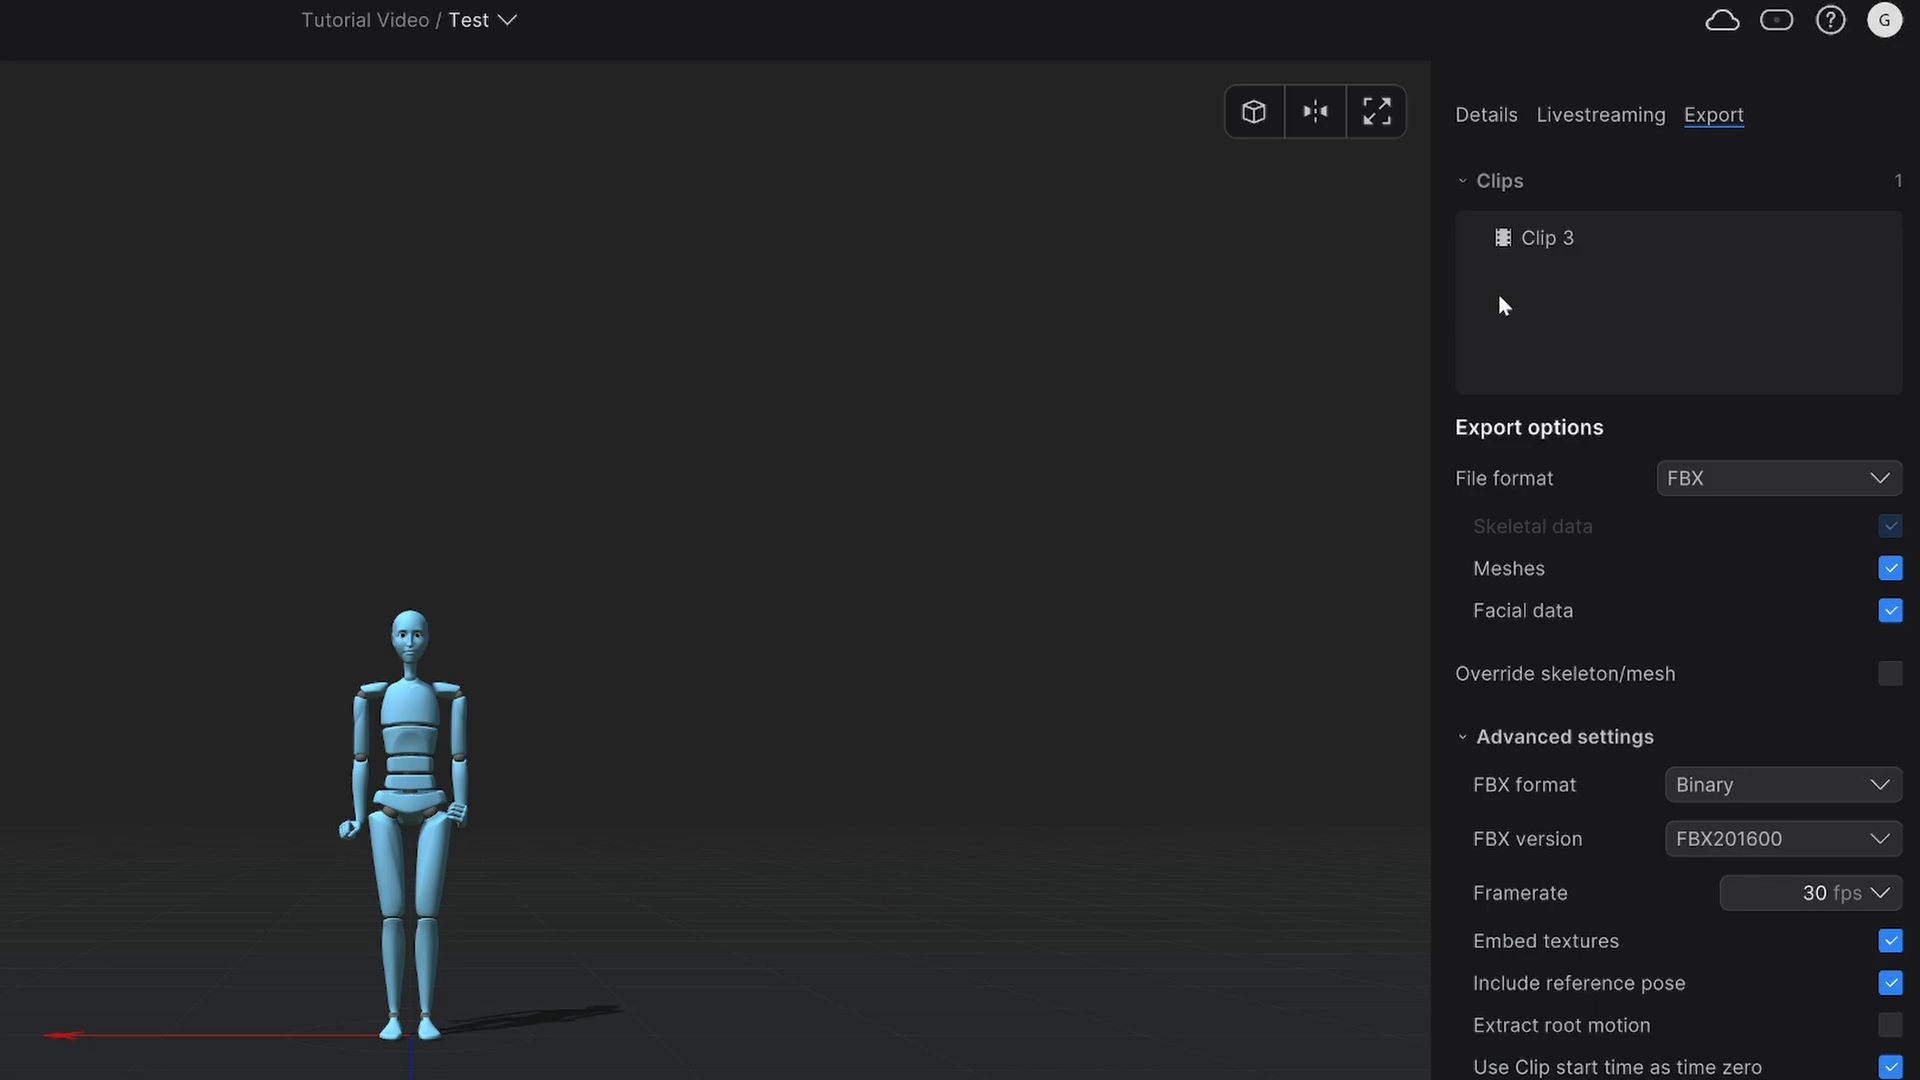 Tutorial Video / Test
G
Details Livestreaming Export
Clips 1
Clip 3
Export options
File format FBX
Skeletal data
Meshes
Facial data
Override skeleton/mesh
Advanced settings
FBX format Binary
FBX version FBX201600
Framerate 30 fps
Embed textures
Include reference pose
Extract root motion
Use Clip start time as time zero